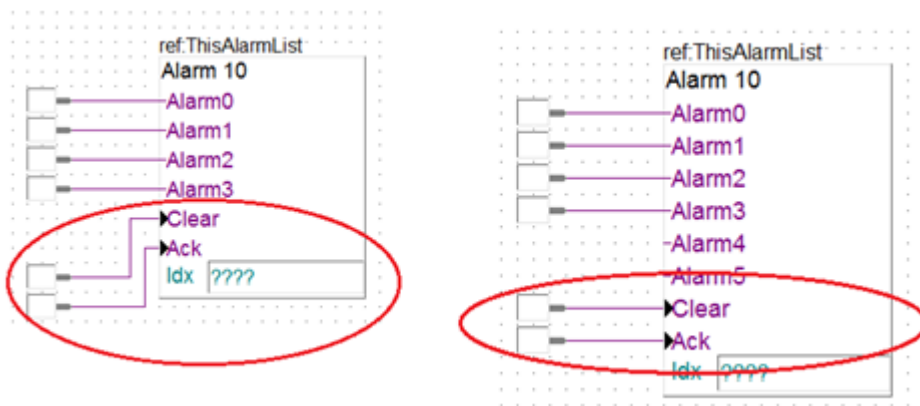 ref:ThisAlarmList
Alarm 10
Alarm0
Alarm1
Alarm2
Alarm3
Clear
Ack
Idx ????
ref:ThisAlarmList
Alarm 10
Alarm0
Alarm1
Alarm2
Alarm3
Alarm4
Alarm5
Clear
Ack
Idx ????